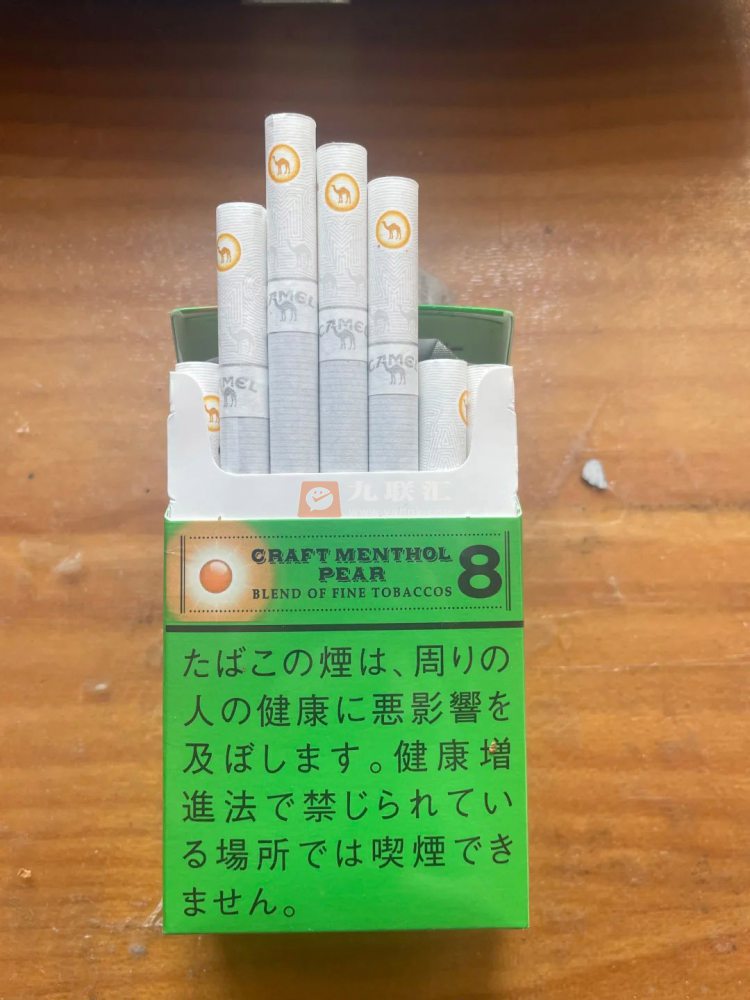 CAMEL
CAMEL
九联汇
CRAFT MENTHOL
PEAR
8
BLEND OF FINE TOBACCOS
たばこの煙は、周りの
人の健康に悪影響を
及ぼします。健康増
進法で禁じられてい
る場所では喫煙でき
ません。